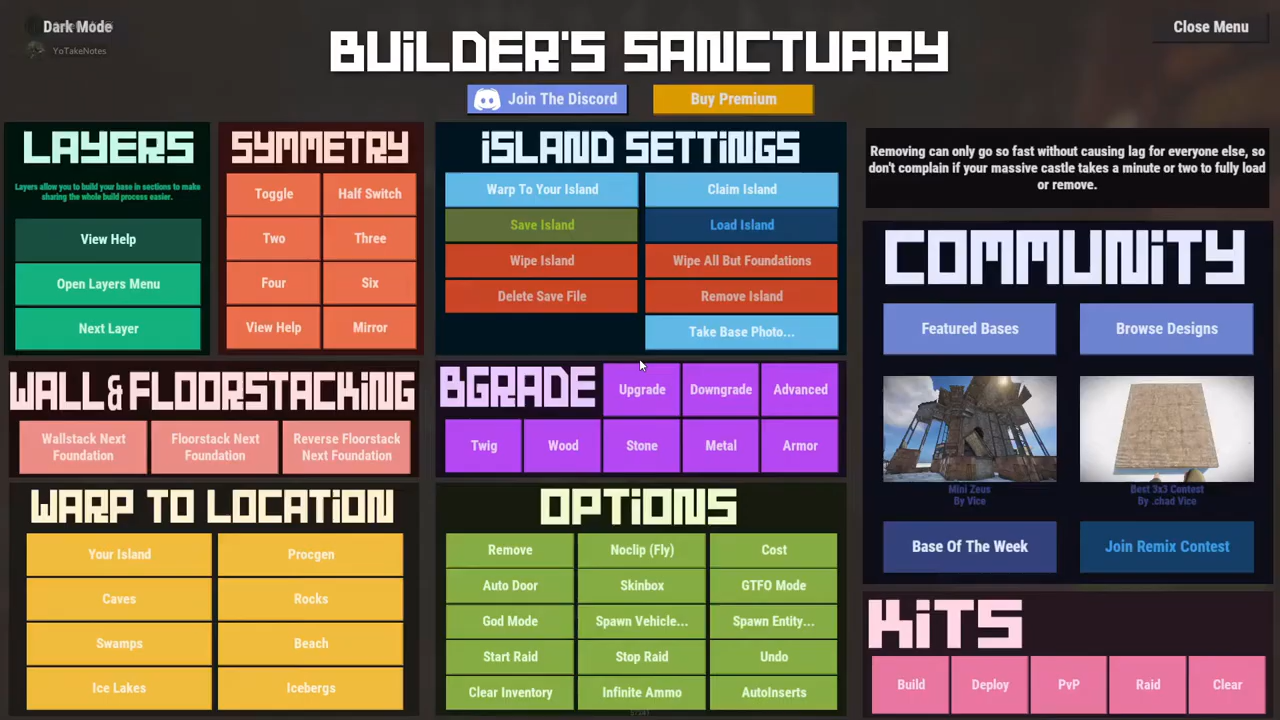 Dark Mode
YoTakeNotes
BUILDER'S SANCTUARY
Close Menu
Join The Discord
Buy Premium
LAYERS
Layers allow you to build your base in sections to make
sharing the whole build process easier.
View Help
Open Layers Menu
Next Layer
SYMMETRY
Toggle
Half Switch
Two
Three
Four
Six
View Help
Mirror
ISLAND SETTINGS
Warp To Your Island
Claim Island
Save Island
Load Island
Wipe Island
Wipe All But Foundations
Delete Save File
Remove Island
Take Base Photo...
Removing can only go so fast without causing lag for everyone else, so
don't complain if your massive castle takes a minute or two to fully load
or remove.
WALL & FLOORSTACKING
Wallstack Next
Foundation
Floorstack Next
Foundation
Reverse Floorstack
Next Foundation
BGRADE
Upgrade
Downgrade
Advanced
Twig
Wood
Stone
Metal
Armor
COMMUNITY
Featured Bases
Browse Designs
Mini Zeus
By Vice
Best 3x3 Contest
By .chad Vice
Base Of The Week
Join Remix Contest
WARP TO LOCATION
Your Island
Procgen
Caves
Rocks
Swamps
Beach
Ice Lakes
Icebergs
OPTIONS
Remove
Noclip (Fly)
Cost
Auto Door
Skinbox
GTFO Mode
God Mode
Spawn Vehicle...
Spawn Entity...
Start Raid
Stop Raid
Undo
Clear Inventory
Infinite Ammo
AutoInserts
KITS
Build
Deploy
PvP
Raid
Clear